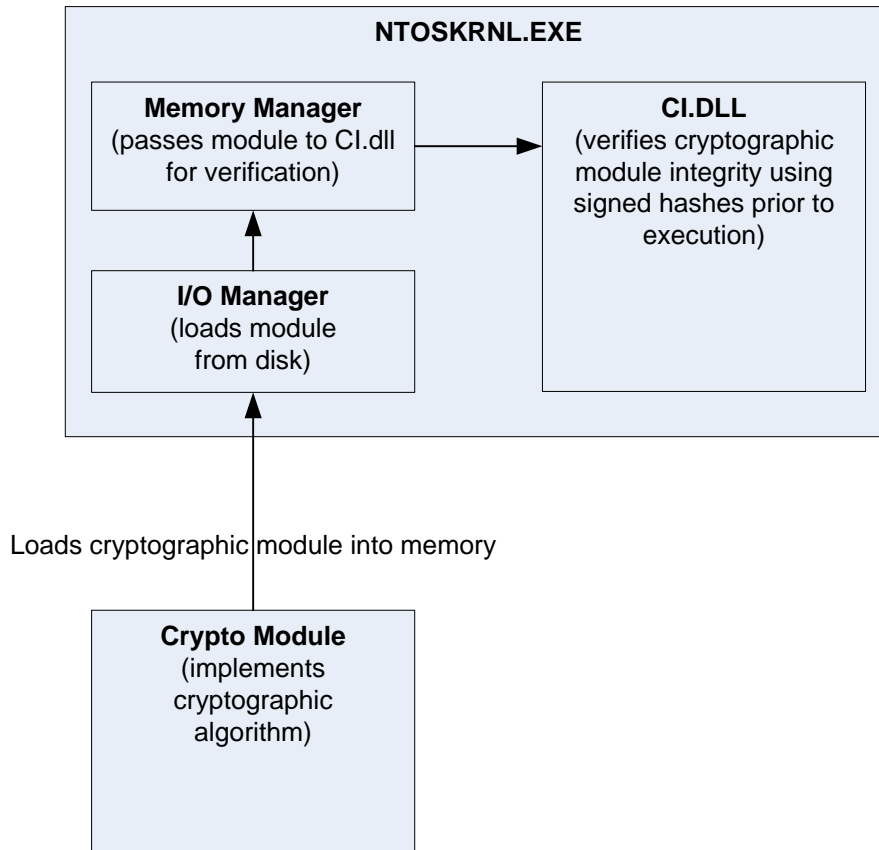 NTOSKRNL.EXE
Memory Manager
(passes module to CI.dll
for verification)
CI.DLL
(verifies cryptographic
module integrity using
signed hashes prior to
execution)
I/O Manager
(loads module
from disk)
Loads cryptographic module into memory
Crypto Module
(implements
cryptographic
algorithm)